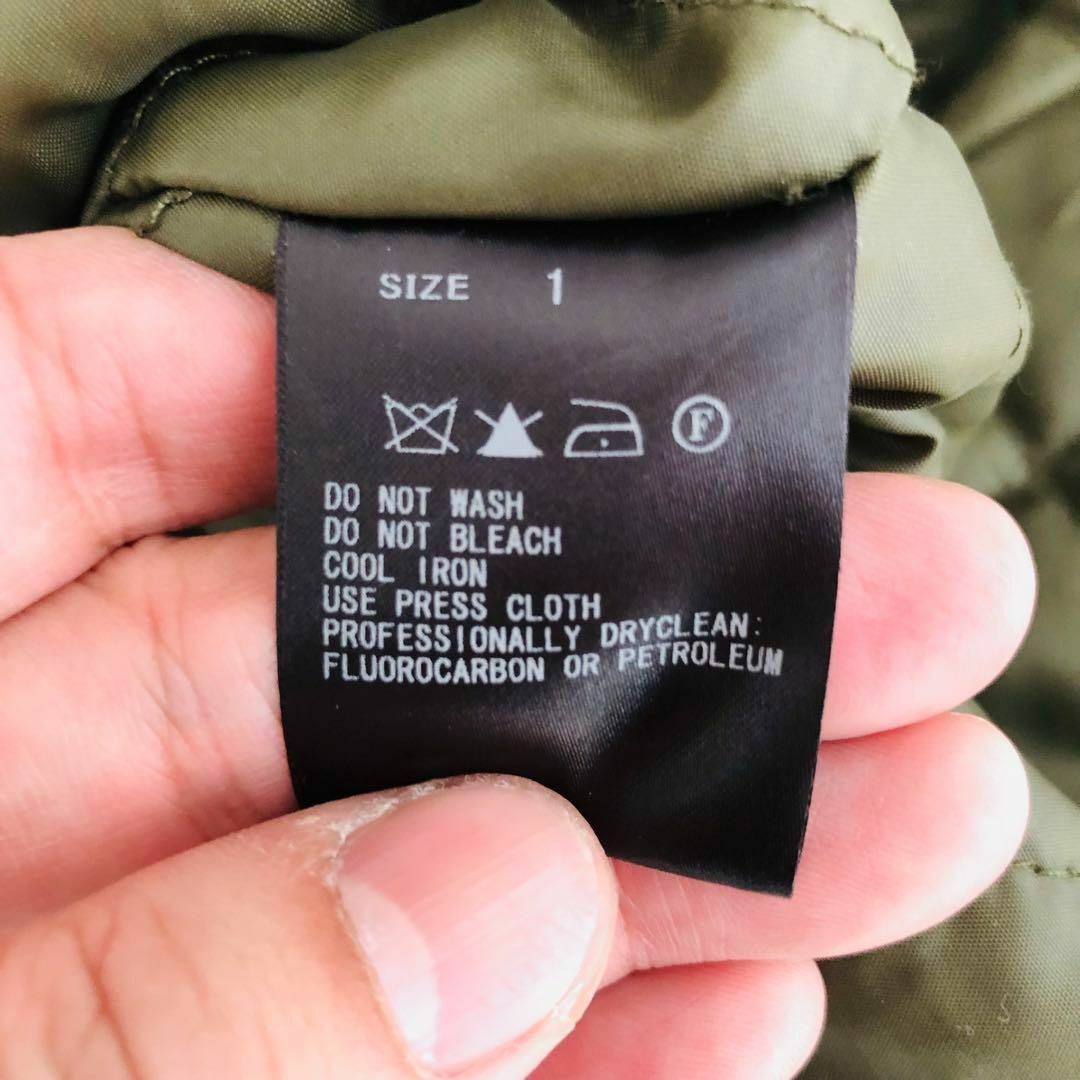 SIZE 1
F
DO NOT WASH
DO NOT BLEACH
COOL IRON
USE PRESS CLOTH
PROFESSIONALLY DRYCLEAN:
FLUOROCARBON OR PETROLEUM